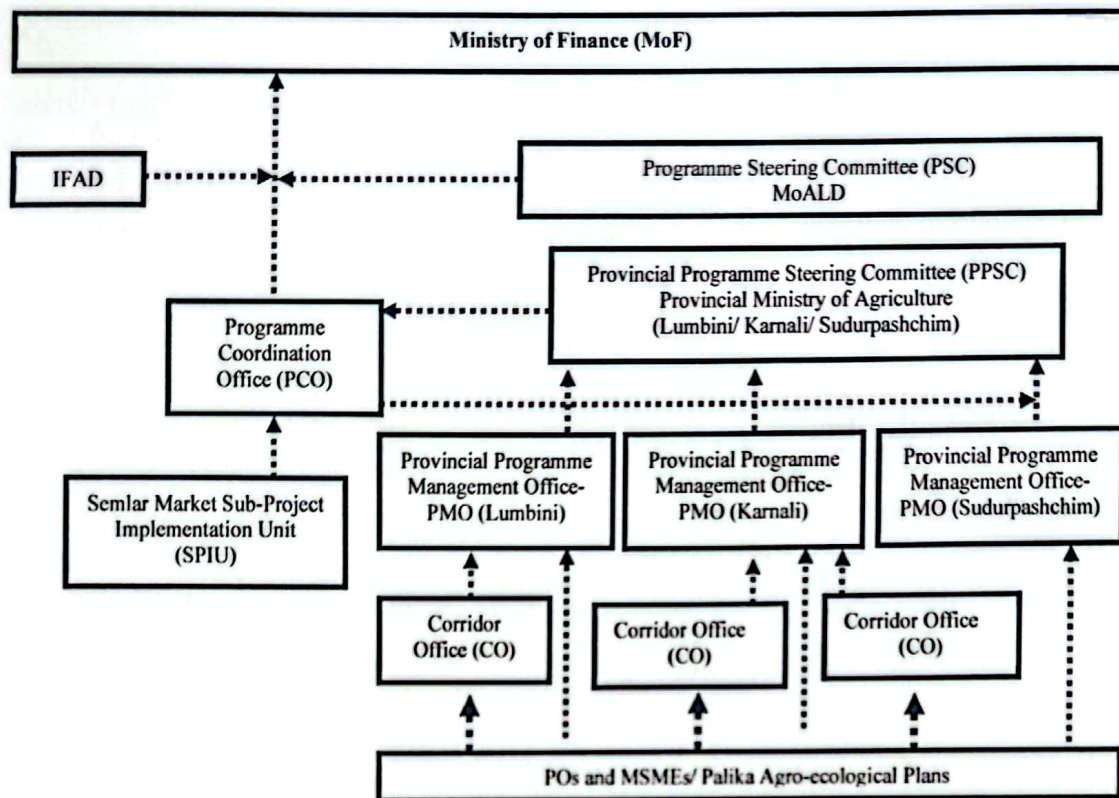 Ministry of Finance (MoF)
IFAD
Programme Steering Committee (PSC)
MoALD
Provincial Programme Steering Committee (PPSC)
Provincial Ministry of Agriculture
(Lumbini/ Karnali/ Sudurpashchim)
Programme
Coordination
Office (PCO)
Semlar Market Sub-Project
Implementation Unit
(SPIU)
Provincial Programme
Management Office-
PMO (Lumbini)
Provincial Programme
Management Office-
PMO (Karnali)
Provincial Programme
Management Office-
PMO (Sudurpashchim)
Corridor
Office (CO)
Corridor Office
(CO)
Corridor Office
(CO)
POs and MSMEs/ Palika Agro-ecological Plans